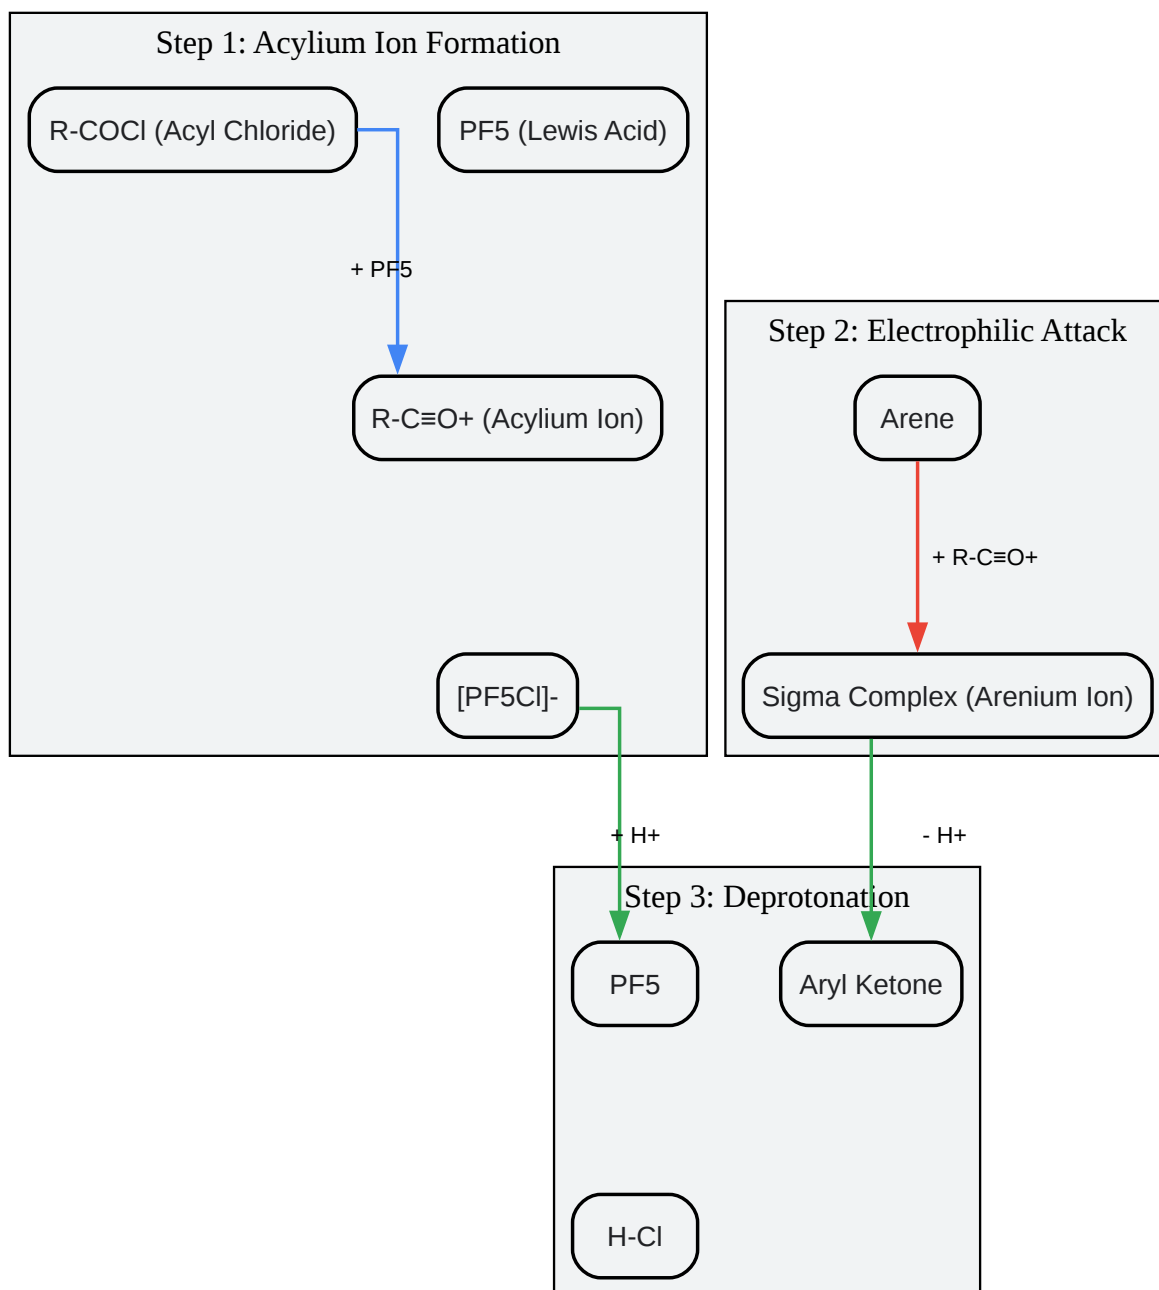 Step 1: Acylium Ion Formation
R-COCl (Acyl Chloride)
PF5 (Lewis Acid)
+ PF5
R-C≡O+ (Acylium Ion)
[PF5Cl]-
Step 2: Electrophilic Attack
Arene
+ R-C≡O+
Sigma Complex (Arenium Ion)
+ H+
- H+
Step 3: Deprotonation
PF5
Aryl Ketone
H-Cl